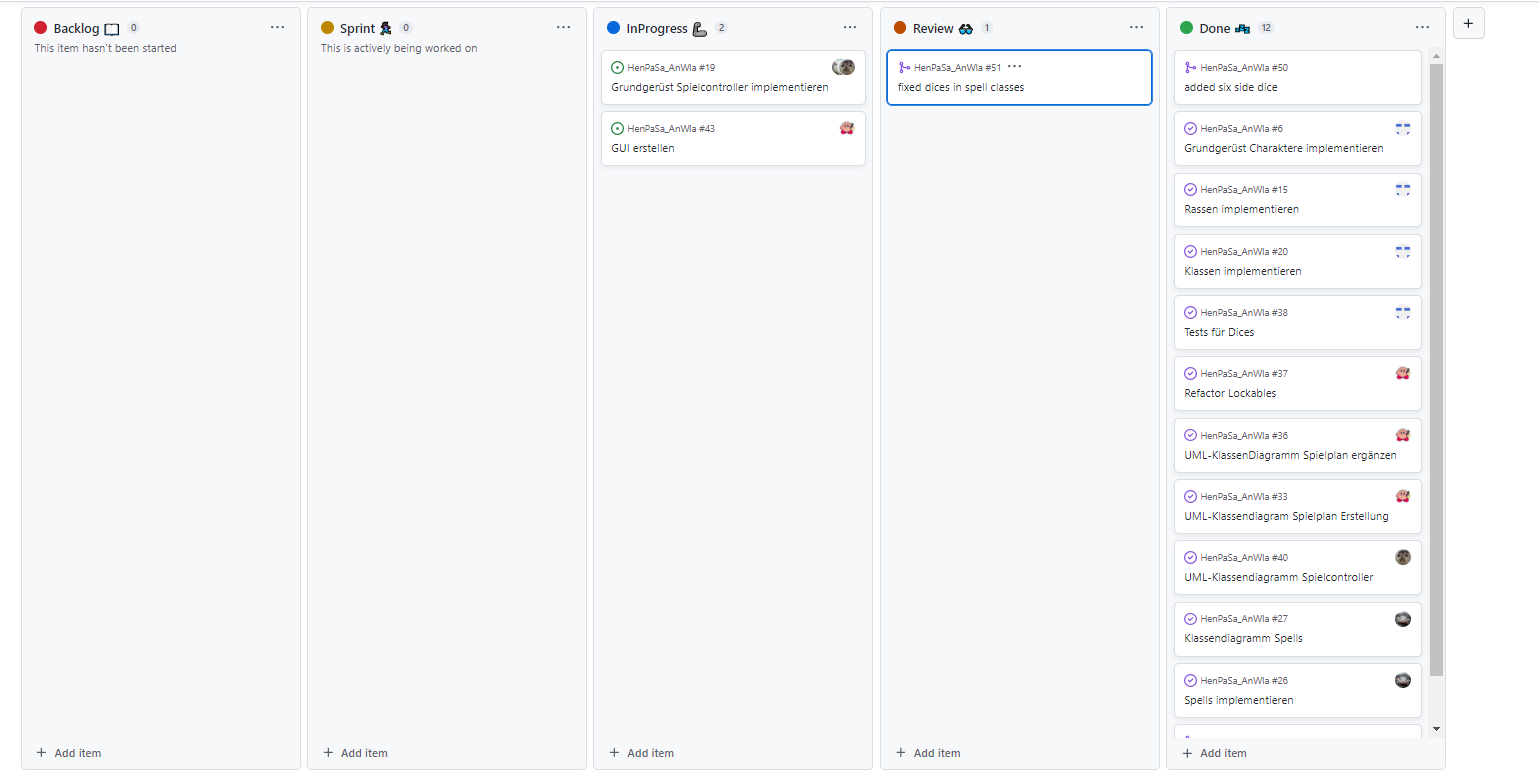 Backlog 0
This item hasn't been started
Add item
Sprint 0
This is actively being worked on
Add item
InProgress 2
HenPaSa_AnWla #19
Grundgerüst Spielcontroller implementieren
HenPaSa_AnWla #43
GUI erstellen
Add item
Review 1
HenPaSa_AnWla #51
fixed dices in spell classes
Add item
Done 12
HenPaSa_AnWla #50
added six side dice
HenPaSa_AnWla #6
Grundgerüst Charaktere implementieren
HenPaSa_AnWla #15
Rassen implementieren
HenPaSa_AnWla #20
Klassen implementieren
HenPaSa_AnWla #38
Tests für Dices
HenPaSa_AnWla #37
Refactor Lockables
HenPaSa_AnWla #36
UML-KlassenDiagramm Spielplan ergänzen
HenPaSa_AnWla #33
UML-Klassendiagram Spielplan Erstellung
HenPaSa_AnWla #40
UML-Klassendiagramm Spielcontroller
HenPaSa_AnWla #27
Klassendiagramm Spells
HenPaSa_AnWla #26
Spells implementieren
Add item